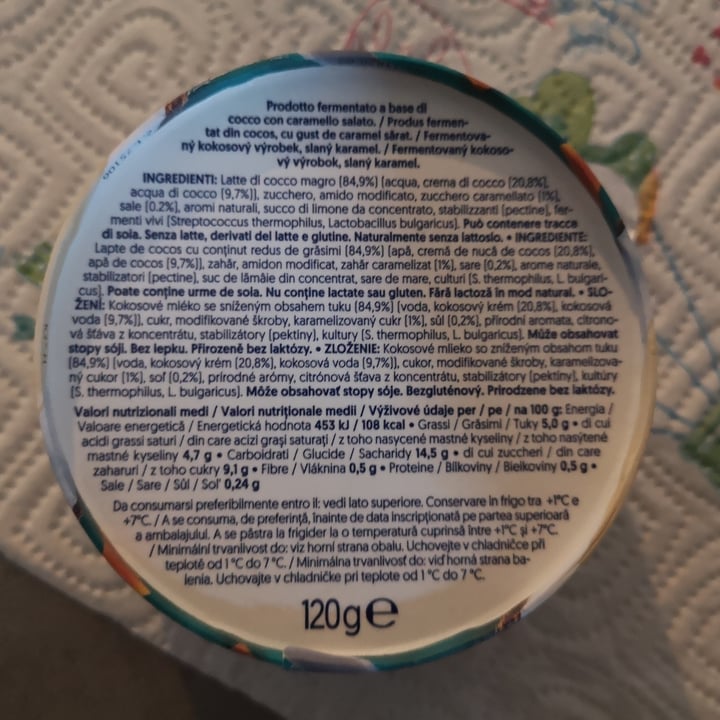 Prodotto fermentato a base di
cocco con caramello salato. / Produs fermen-
tat din cocos, cu gust de caramel sărat. / Fermentova-
ný kokosový výrobek, slaný karamel. / Fermentovaný kokoso-
vý výrobok, slaný karamel.
INGREDIENTI: Latte di cocco magro [84,9%] [acqua, crema di cocco [20,8%],
acqua di cocco [9,7%]], zucchero, amido modificato, zucchero caramellato [1%],
sale [0.2%], aromi naturali, succo di limone da concentrato, stabilizzanti [pectine], fer-
menti vivi [Streptococcus thermophilus, Lactobacillus bulgaricus]. Può contenere tracce
di soia. Senza latte, derivati del latte e glutine. Naturalmente senza lattosio. • INGREDIENTE:
Lapte de cocos cu conținut redus de grăsimi [84,9%] [apă, cremă de nucă de cocos [20,8%],
apă de cocos [9,7%]], zahăr, amidon modificat, zahăr caramelizat [1%], sare [0,2%], arome naturale,
stabilizatori [pectine], suc de lămâie din concentrat, sare de mare, culturi [S. thermophilus, L. bulgari-
cus]. Poate conține urme de soia. Nu conține lactate sau gluten. Fără lactoză în mod natural. • SLO-
ŽENÍ: Kokosové mléko se sníženým obsahem tuku [84,9%] [voda, kokosový krém [20,8%], kokosová
voda [9,7%]], cukr, modifikované škroby, karamelizovaný cukr [1%], sůl [0,2%], přírodní aromata, citrono-
vá šťáva z koncentrátu, stabilizátory [pektiny], kultury [S. thermophilus, L. bulgaricus]. Může obsahovat
stopy sóji. Bez lepku. Přirozeně bez laktózy. • ZLOŽENIE: Kokosové mlieko so zníženým obsahom tuku
[84,9%] [voda, kokosový krém [20,8%], kokosová voda [9,7%]], cukor, modifikované škroby, karamelizova-
ný cukor [1%], soľ [0,2%], prírodné arómy, citrónová šťava z koncentrátu, stabilizátory [pektiny], kultúry
[S. thermophilus, L. bulgaricus]. Môže obsahovať stopy sóje. Bezgluténový. Prirodzene bez laktózy.
Valori nutrizionali medi / Valori nutriționale medii / Výživové údaje per / pe / na 100 g: Energia /
Valoare energetică / Energetická hodnota 453 kJ / 108 kcal • Grassi / Grăsimi / Tuky 5,0 g • di cui
acidi grassi saturi / din care acizi grași saturați / z toho nasycené mastné kyseliny / z toho nasýtené
mastné kyseliny 4,7 g • Carboidrati / Glucide / Sacharidy 14,5 g • di cui zuccheri / din care
zaharuri / z toho cukry 9,1 g • Fibre / Vláknina 0,5 g • Proteine / Bílkoviny / Bielkoviny 0,5 g •
Sale / Sare / Sůl / Soľ 0,24 g
Da consumarsi preferibilmente entro il: vedi lato superiore. Conservare in frigo tra +1°C e
+7°C. / A se consuma, de preferință, înainte de data inscripționată pe partea superioară
a ambalajului. A se păstra la frigider la o temperatură cuprinsă între +1°C și +7°C.
/ Minimální trvanlivost do: viz horní strana obalu. Uchovejte v chladničce při
teplotě od 1 °C do 7 °C. / Minimálna trvanlivosť do: viď horná strana ba-
lenia. Uchovajte v chladničke pri teplote od 1 °C do 7 °C.
120g e